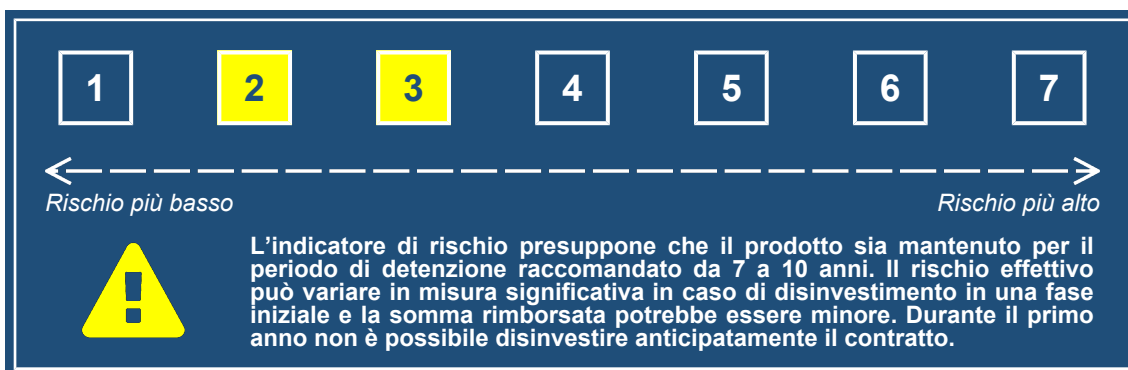 1 2 3 4 5 6 7
Rischio più basso Rischio più alto
!
L’indicatore di rischio presuppone che il prodotto sia mantenuto per il
periodo di detenzione raccomandato da 7 a 10 anni. Il rischio effettivo
può variare in misura significativa in caso di disinvestimento in una fase
iniziale e la somma rimborsata potrebbe essere minore. Durante il primo
anno non è possibile disinvestire anticipatamente il contratto.